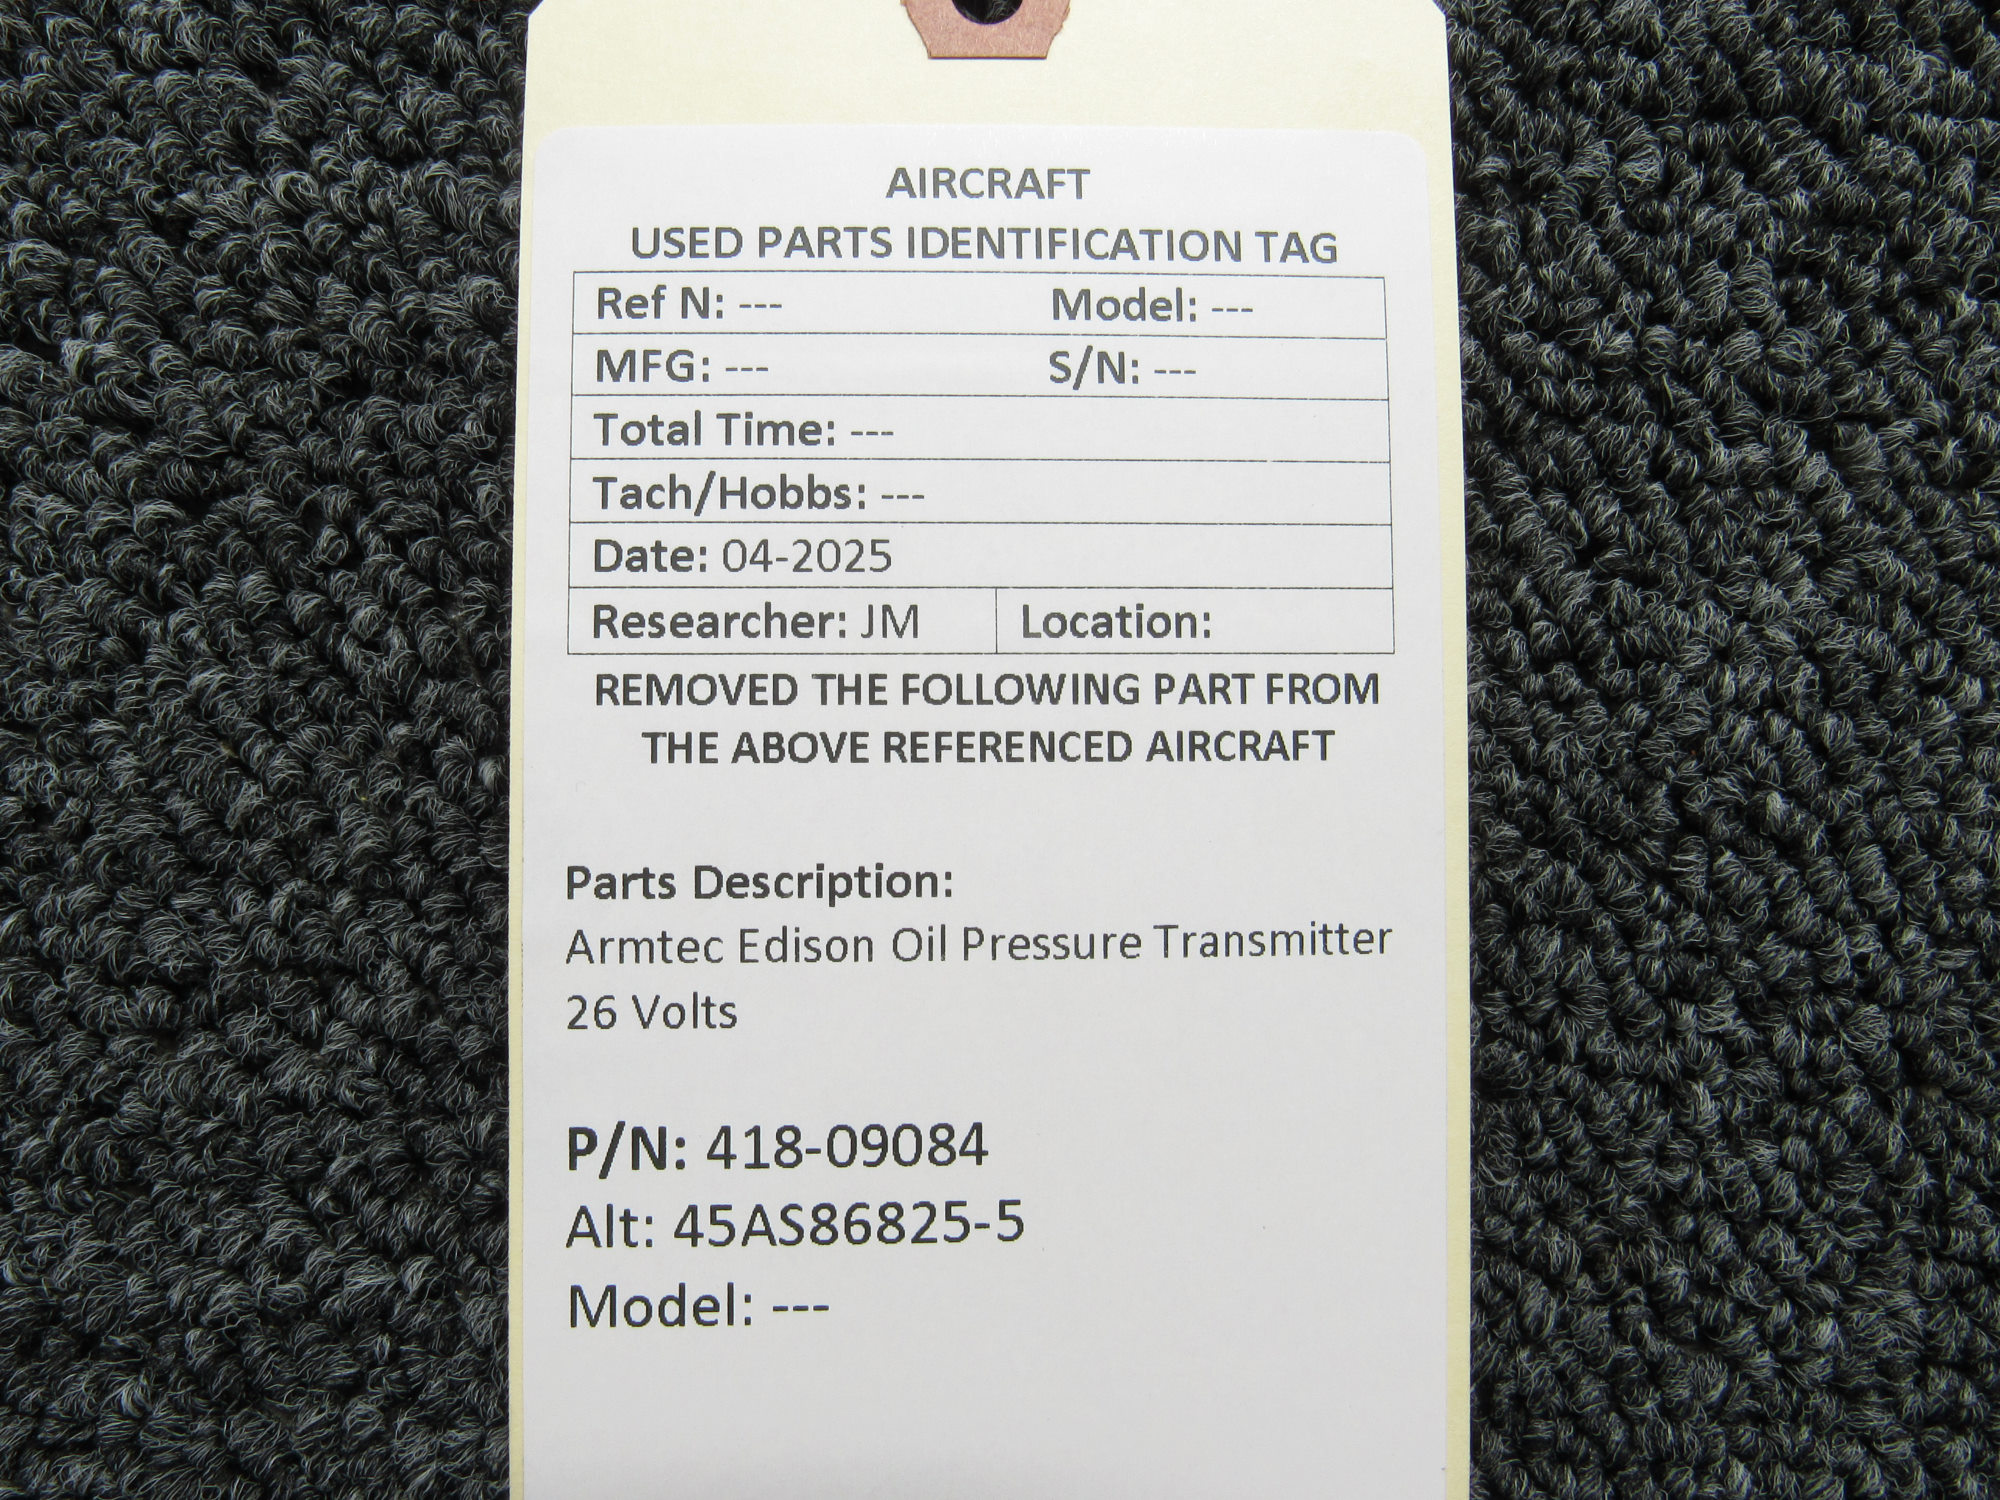 AIRCRAFT
USED PARTS IDENTIFICATION TAG
Ref N: --- Model: ---
MFG: --- S/N: ---
Total Time: ---
Tach/Hobbs: ---
Date: 04-2025
Researcher: JM Location:
REMOVED THE FOLLOWING PART FROM
THE ABOVE REFERENCED AIRCRAFT
Parts Description:
Armtec Edison Oil Pressure Transmitter
26 Volts
P/N: 418-09084
Alt: 45AS86825-5
Model: ---